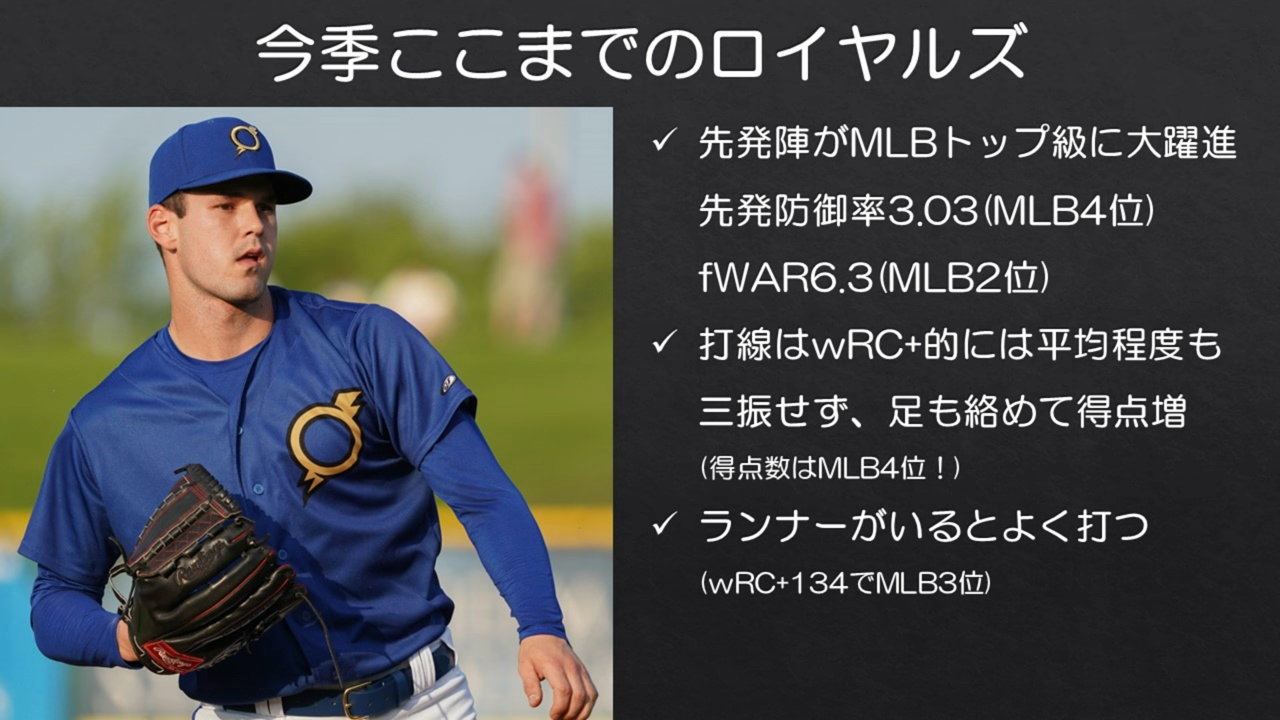 今季ここまでのロイヤルズ
✓ 先発陣がMLBトップ級に大躍進
先発防御率3.03(MLB4位)
fWAR6.3(MLB2位)
✓ 打線はwRC+的には平均程度も
三振せず、足も絡めて得点増
(得点数はMLB4位！)
✓ ランナーがいるとよく打つ
(wRC+134でMLB3位)
Rawlings